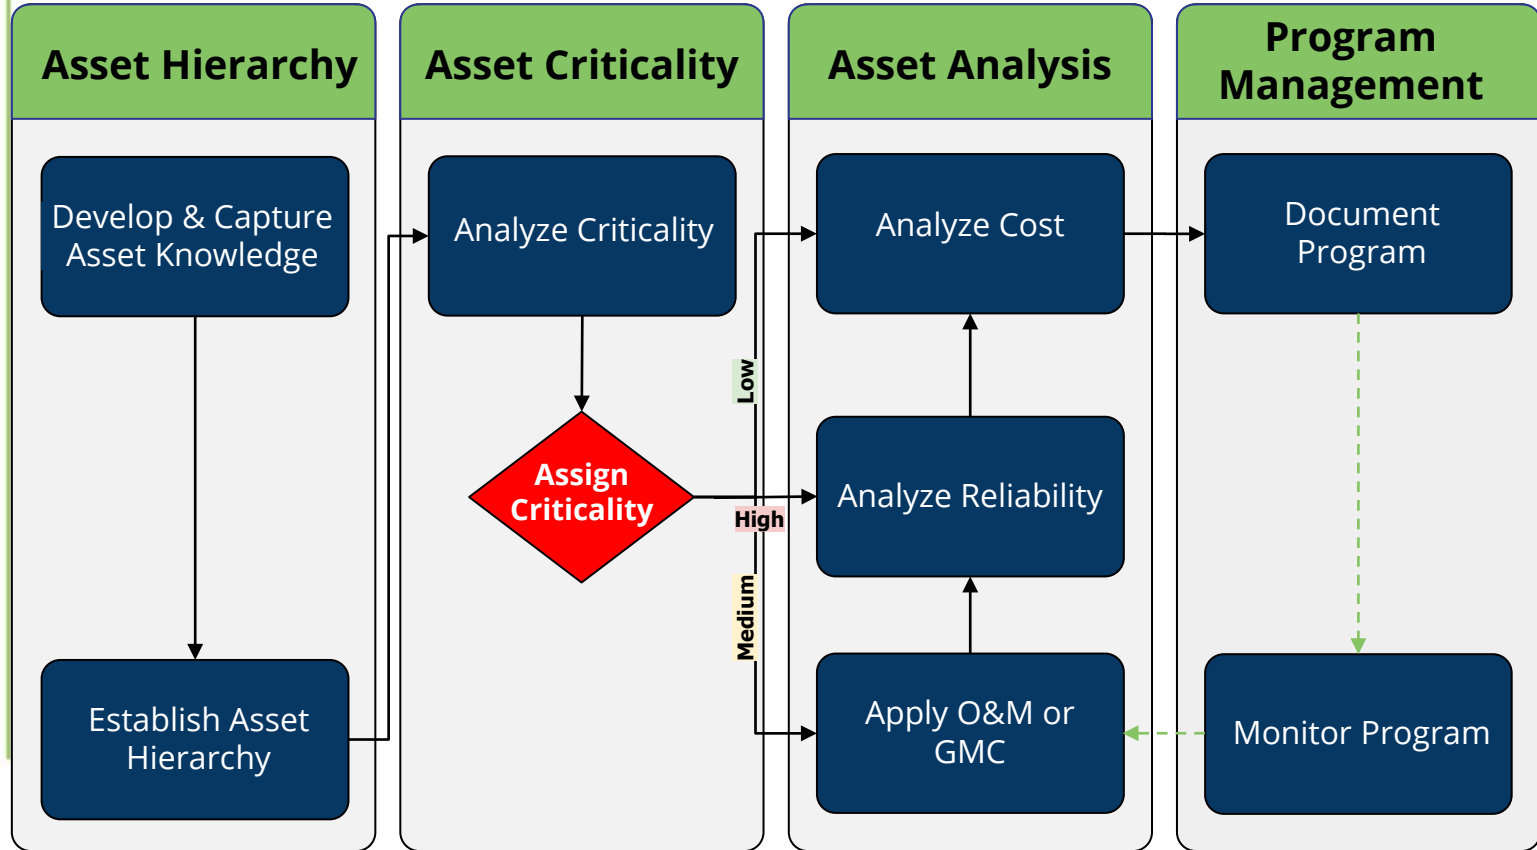 Asset Hierarchy
Asset Criticality
Asset Analysis
Program
Management
Develop & Capture
Asset Knowledge
Establish Asset
Hierarchy
Analyze Criticality
Assign
Criticality
Low
High
Medium
Analyze Cost
Analyze Reliability
Apply O&M or
GMC
Document
Program
Monitor Program